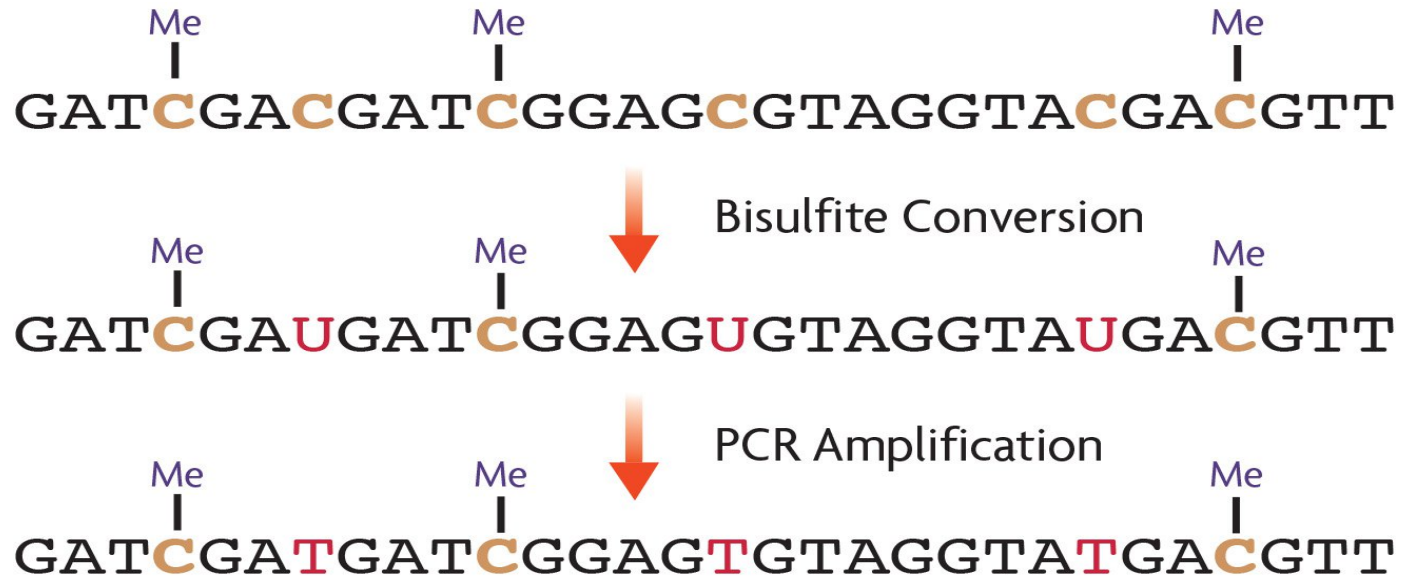 Me Me Me
GATCGACGATCGGAGCGTAGGTACGACGTT
Bisulfite Conversion
Me Me Me
GATCGAUGATCGGAGUGTAGGTAUGACGTT
PCR Amplification
Me Me Me
GATCGATGATCGGAGTGTAGGTATGACGTT